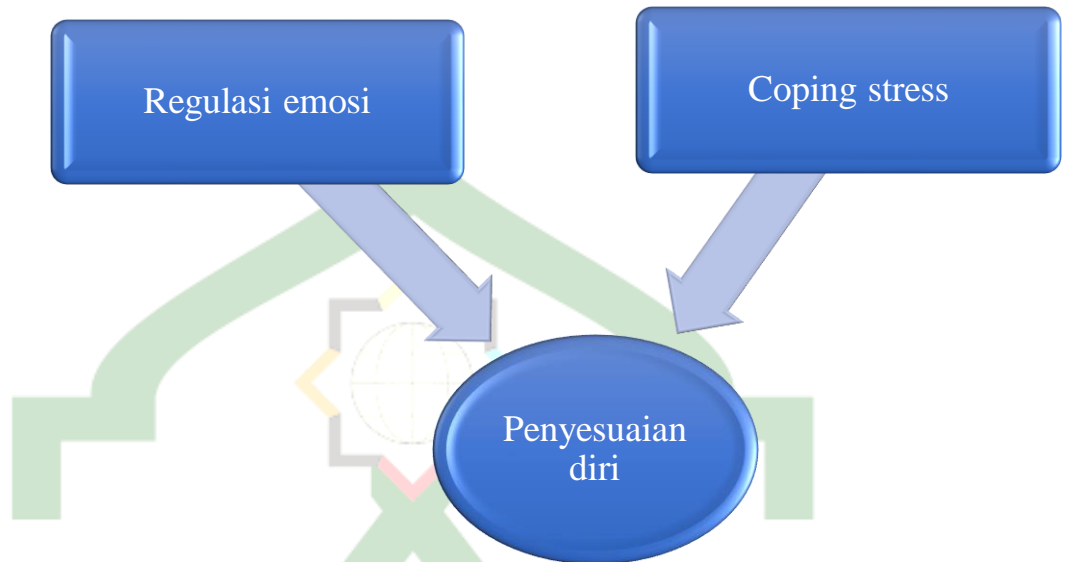 Regulasi emosi
Coping stress
Penyesuaian
diri